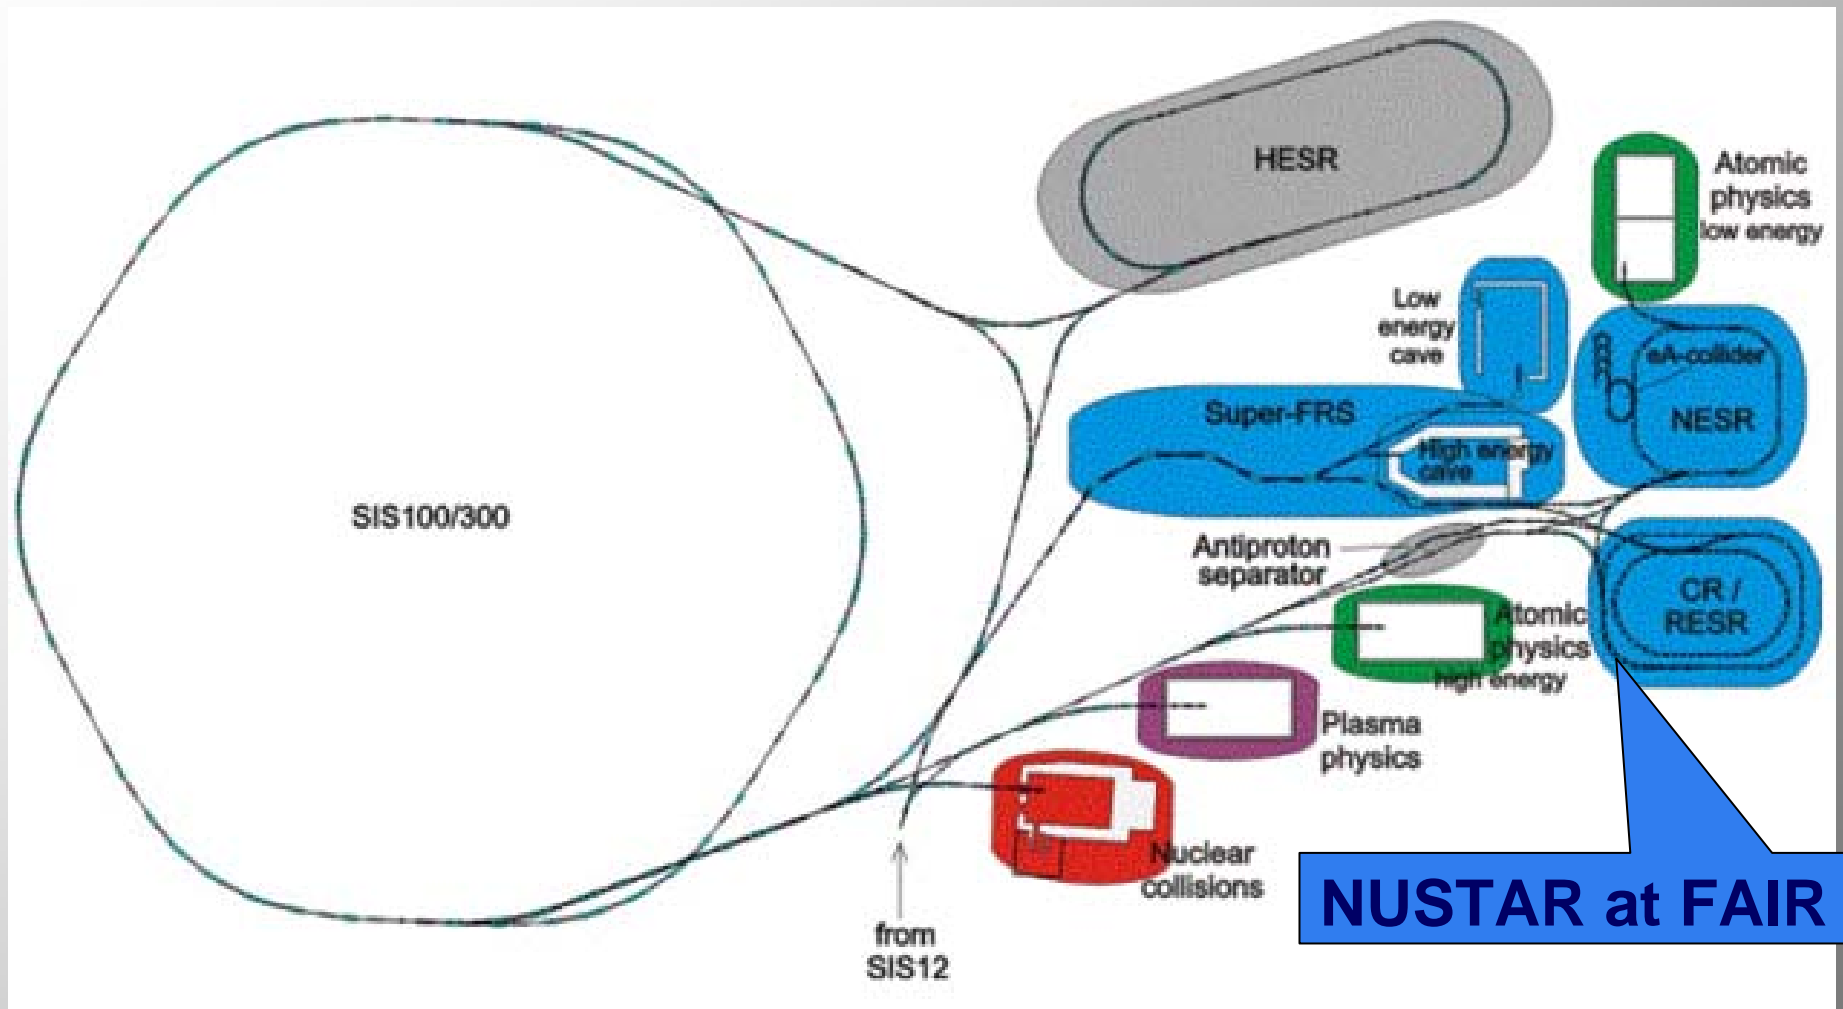 HESR
Atomic
physics
low energy
Low
energy
cave
eA-collider
NESR
Super-FRS
High energy
cave
SIS100/300
Antiproton
separator
CR /
RESR
Atomic
physics
high energy
Plasma
physics
Nuclear
collisions
NUSTAR at FAIR
from
SIS12